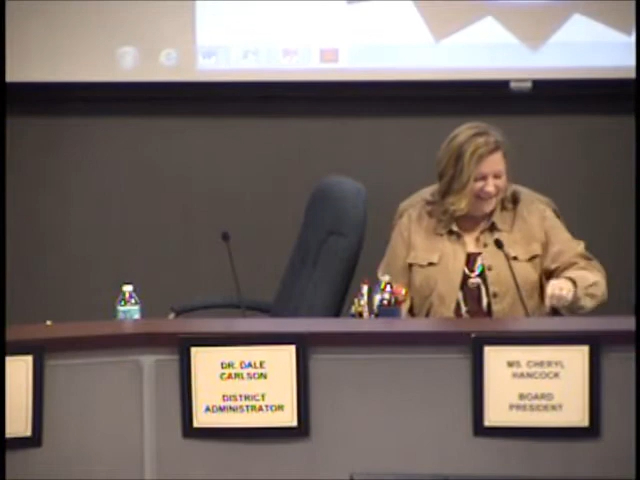 DR. DALE
CARLSON
DISTRICT
ADMINISTRATOR
MS. CHERYL
HANCOCK
BOARD
PRESIDENT